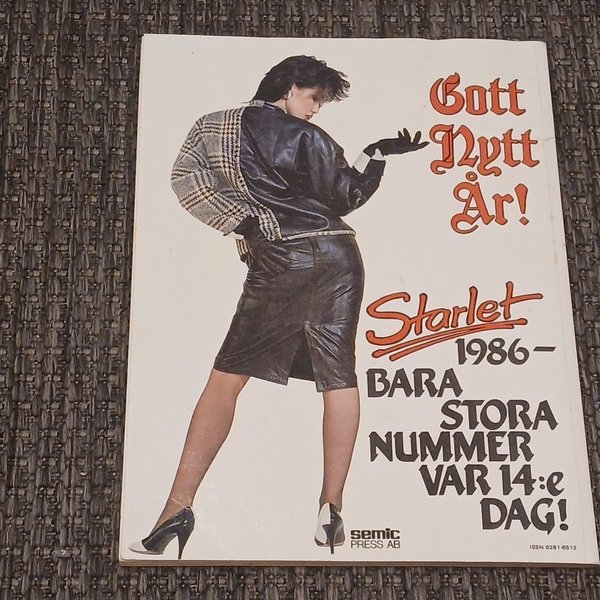 Gott
Nytt
År!
Starlet
1986–
BARA
STORA
NUMMER
VAR 14:e
DAG!
semic
PRESS AB
ISSN 0281-6512